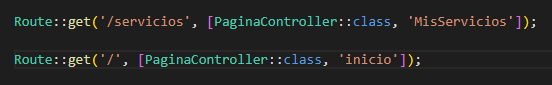 Route::get('/servicios', [PaginaController::class, 'MisServicios']);
Route::get('/', [PaginaController::class, 'inicio']);